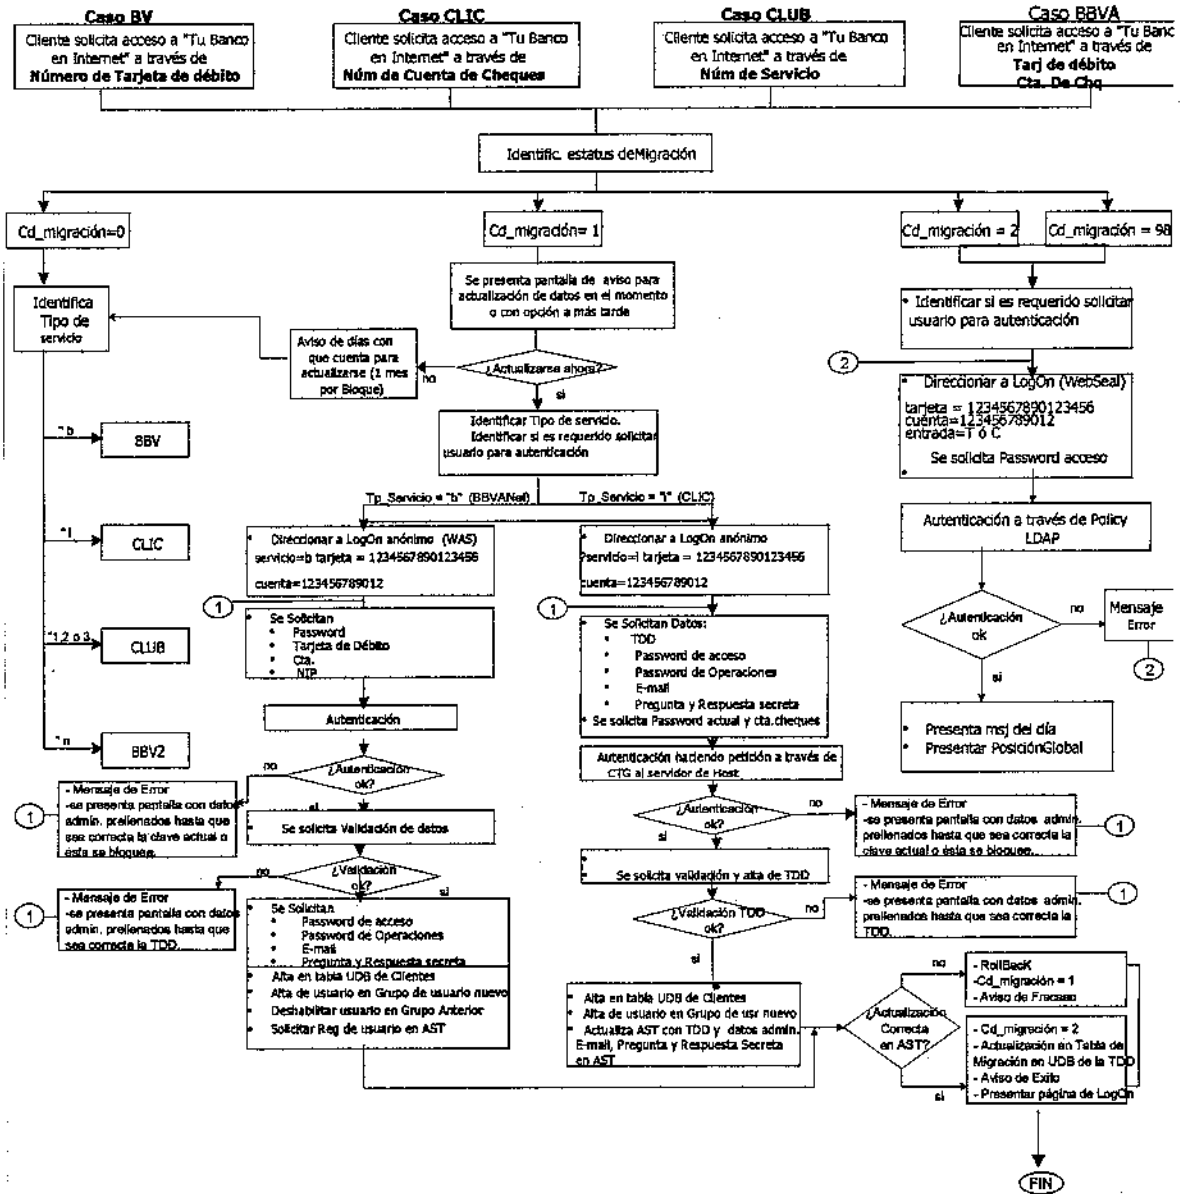 Caso BV
Cliente solicita acceso a "Tu Banco
en Internet" a través de
Número de Tarjeta de débito
Caso CLIC
Cliente solicita acceso a "Tu Banco
en Internet" a través de
Núm de Cuenta de Cheques
Caso CLUB
Cliente solicita acceso a "Tu Banco
en Internet" a través de
Núm de Servicio
Caso BBVA
Cliente solicita acceso a "Tu Banc
en Internet" a través de
Tarj de débito
Cta. De Chq
Identific. estatus deMigración
Cd_migración=0
Cd_migración= 1
Cd_migración = 2
Cd_migración = 98
Identifica
Tipo de
servicio
Se presenta pantalla de aviso para
actualización de datos en el momento
o con opción a más tarde
Aviso de días con
que cuenta para
actualizarse (1 mes
por Bloque)
¿Actualizarse ahora?
no
si
Identificar Tipo de servicio.
Identificar si es requerido solicitar
usuario para autenticación
• Identificar si es requerido solicitar
usuario para autenticación
2
• Direccionar a LogOn (WebSeal)
tarjeta = 1234567890123456
cuenta=123456789012
entrada=T ó C
Se solicita Password acceso
•
Autenticación a través de Policy
LDAP
¿Autenticación
ok
no
Mensaje
Error
2
si
• Presenta msj del día
• Presentar PosiciónGlobal
"b
BBV
"i
CLIC
"1,2 o 3
CLUB
"n
BBV2
Tp_Servicio = "b" (BBVANet)
Tp_Servicio = "i" (CLIC)
• Direccionar a LogOn anónimo (WAS)
servicio=b tarjeta = 1234567890123456
cuenta=123456789012
1
• Se Solicitan
• Password
• Tarjeta de Débito
• Cta.
• NIP
Autenticación
¿Autenticación
ok?
no
si
- Mensaje de Error
-se presenta pantalla con datos
admin. prellenados hasta que
sea correcta la clave actual o
ésta se bloquee.
1
• Se solicita Validación de datos
¿Validación
ok?
no
si
- Mensaje de Error
-se presenta pantalla con datos
admin. prellenados hasta que
sea correcta la TDD.
1
• Se Solicitan
• Password de acceso
• Password de Operaciones
• E-mail
• Pregunta y Respuesta secreta
• Alta en tabla UDB de Clientes
• Alta de usuario en Grupo de usuario nuevo
• Deshabilitar usuario en Grupo Anterior
• Solicitar Reg de usuario en AST
• Direccionar a LogOn anónimo
?servicio=i tarjeta = 1234567890123456
cuenta=123456789012
1
• Se Solicitan Datos:
• TDD
• Password de acceso
• Password de Operaciones
• E-mail
• Pregunta y Respuesta secreta
• Se solicita Password actual y cta.cheques
Autenticación haciendo petición a través de
CTG al servidor de Host
¿Autenticación
ok?
no
si
- Mensaje de Error
-se presenta pantalla con datos admin.
prellenados hasta que sea correcta la
clave actual o ésta se bloquee.
1
•
• Se solicita validación y alta de TDD
¿Validación TDD
ok?
no
si
- Mensaje de Error
-se presenta pantalla con datos admin.
prellenados hasta que sea correcta la
TDD.
1
• Alta en tabla UDB de Clientes
• Alta de usuario en Grupo de usr nuevo
• Actualiza AST con TDD y datos admin.
E-mail, Pregunta y Respuesta Secreta
en AST
¿Actualización
Correcta
en AST?
no
- RollBacK
-Cd_migración = 1
- Aviso de Fracaso
si
- Cd_migración = 2
- Actualización en Tabla de
Migración en UDB de la TDD
- Aviso de Exito
- Presentar página de LogOn
FIN